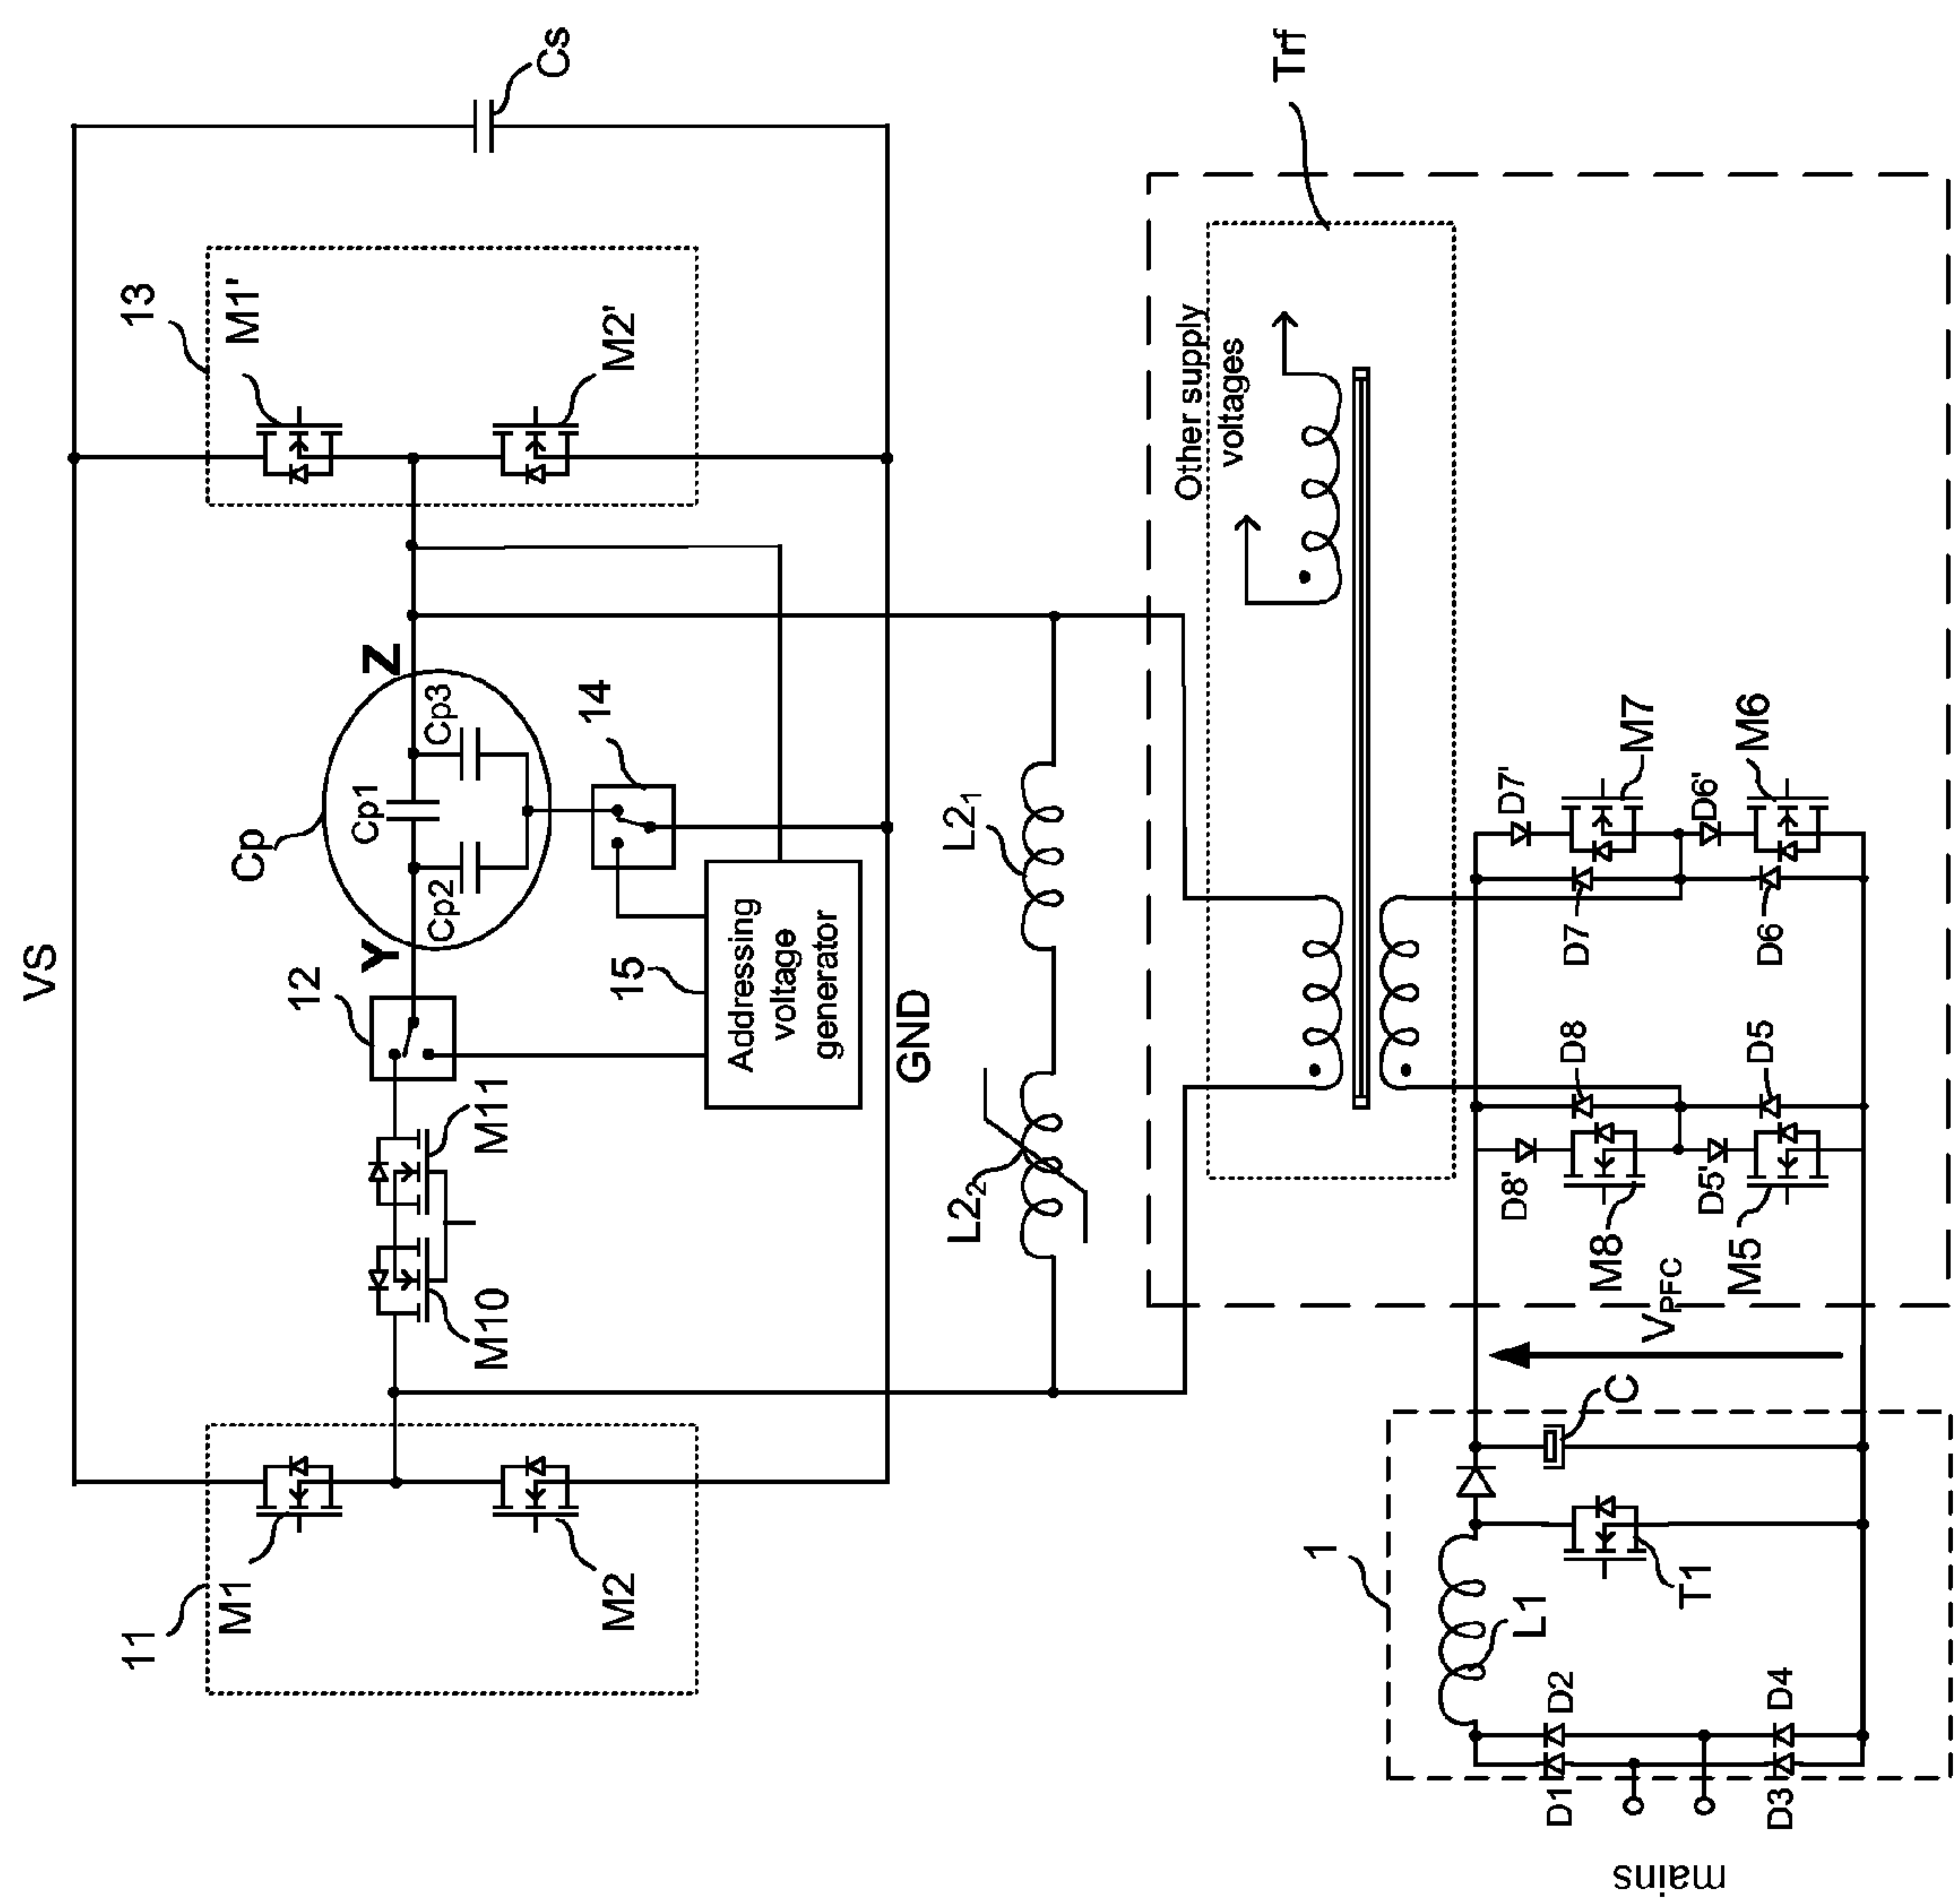 VS
Cs
13
M1'
M2'
Z
Cp
Cp1
Cp2
Cp3
Y
14
12
15
Addressing
voltage
generator
GND
M11
M10
11
M1
M2
L2₁
L2₂
Trf
Other supply
voltages
D7'
M7
D6'
M6
D7
D6
D8
D5
D8'
M8
D5'
M5
V_PFC
C
1
T1
L1
D2
D4
D1
D3
mains